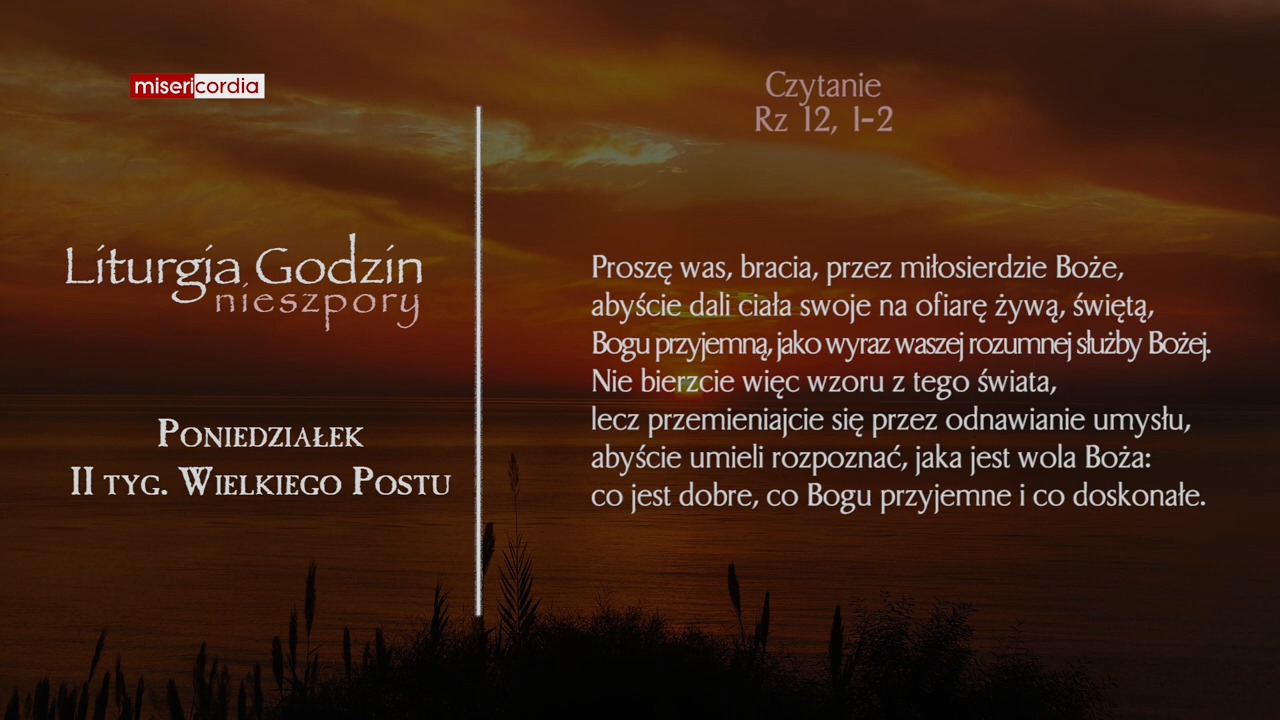 misericordia
Liturgia Godzin
nieszpory
Poniedziałek
II tyg. Wielkiego Postu
Czytanie
Rz 12, 1-2
Proszę was, bracia, przez miłosierdzie Boże,
abyście dali ciała swoje na ofiarę żywą, świętą,
Bogu przyjemną, jako wyraz waszej rozumnej służby Bożej.
Nie bierzcie więc wzoru z tego świata,
lecz przemieniajcie się przez odnawianie umysłu,
abyście umieli rozpoznać, jaka jest wola Boża:
co jest dobre, co Bogu przyjemne i co doskonałe.